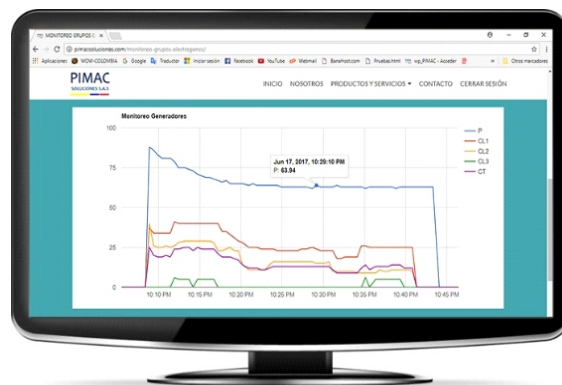 MONITOREO GRUPOS E
pimacsoluciones.com/monitoreo-grupos-electrogenos/
Aplicaciones WOW-COLOMBIA Google Traductor Iniciar sesión Facebook YouTube Webmail Banahost.com Pruebas.html wp_PIMAC - Acceder Otros marcadores
PIMAC
SOLUCIONES S.A.S
INICIO NOSOTROS PRODUCTOS Y SERVICIOS CONTACTO CERRAR SESIÓN
Monitoreo Generadores
100
75
50
25
0
Jun 17, 2017, 10:29:10 PM
P: 63.94
P
CL1
CL2
CL3
CT
10:10 PM 10:15 PM 10:20 PM 10:25 PM 10:30 PM 10:35 PM 10:40 PM 10:45 PM